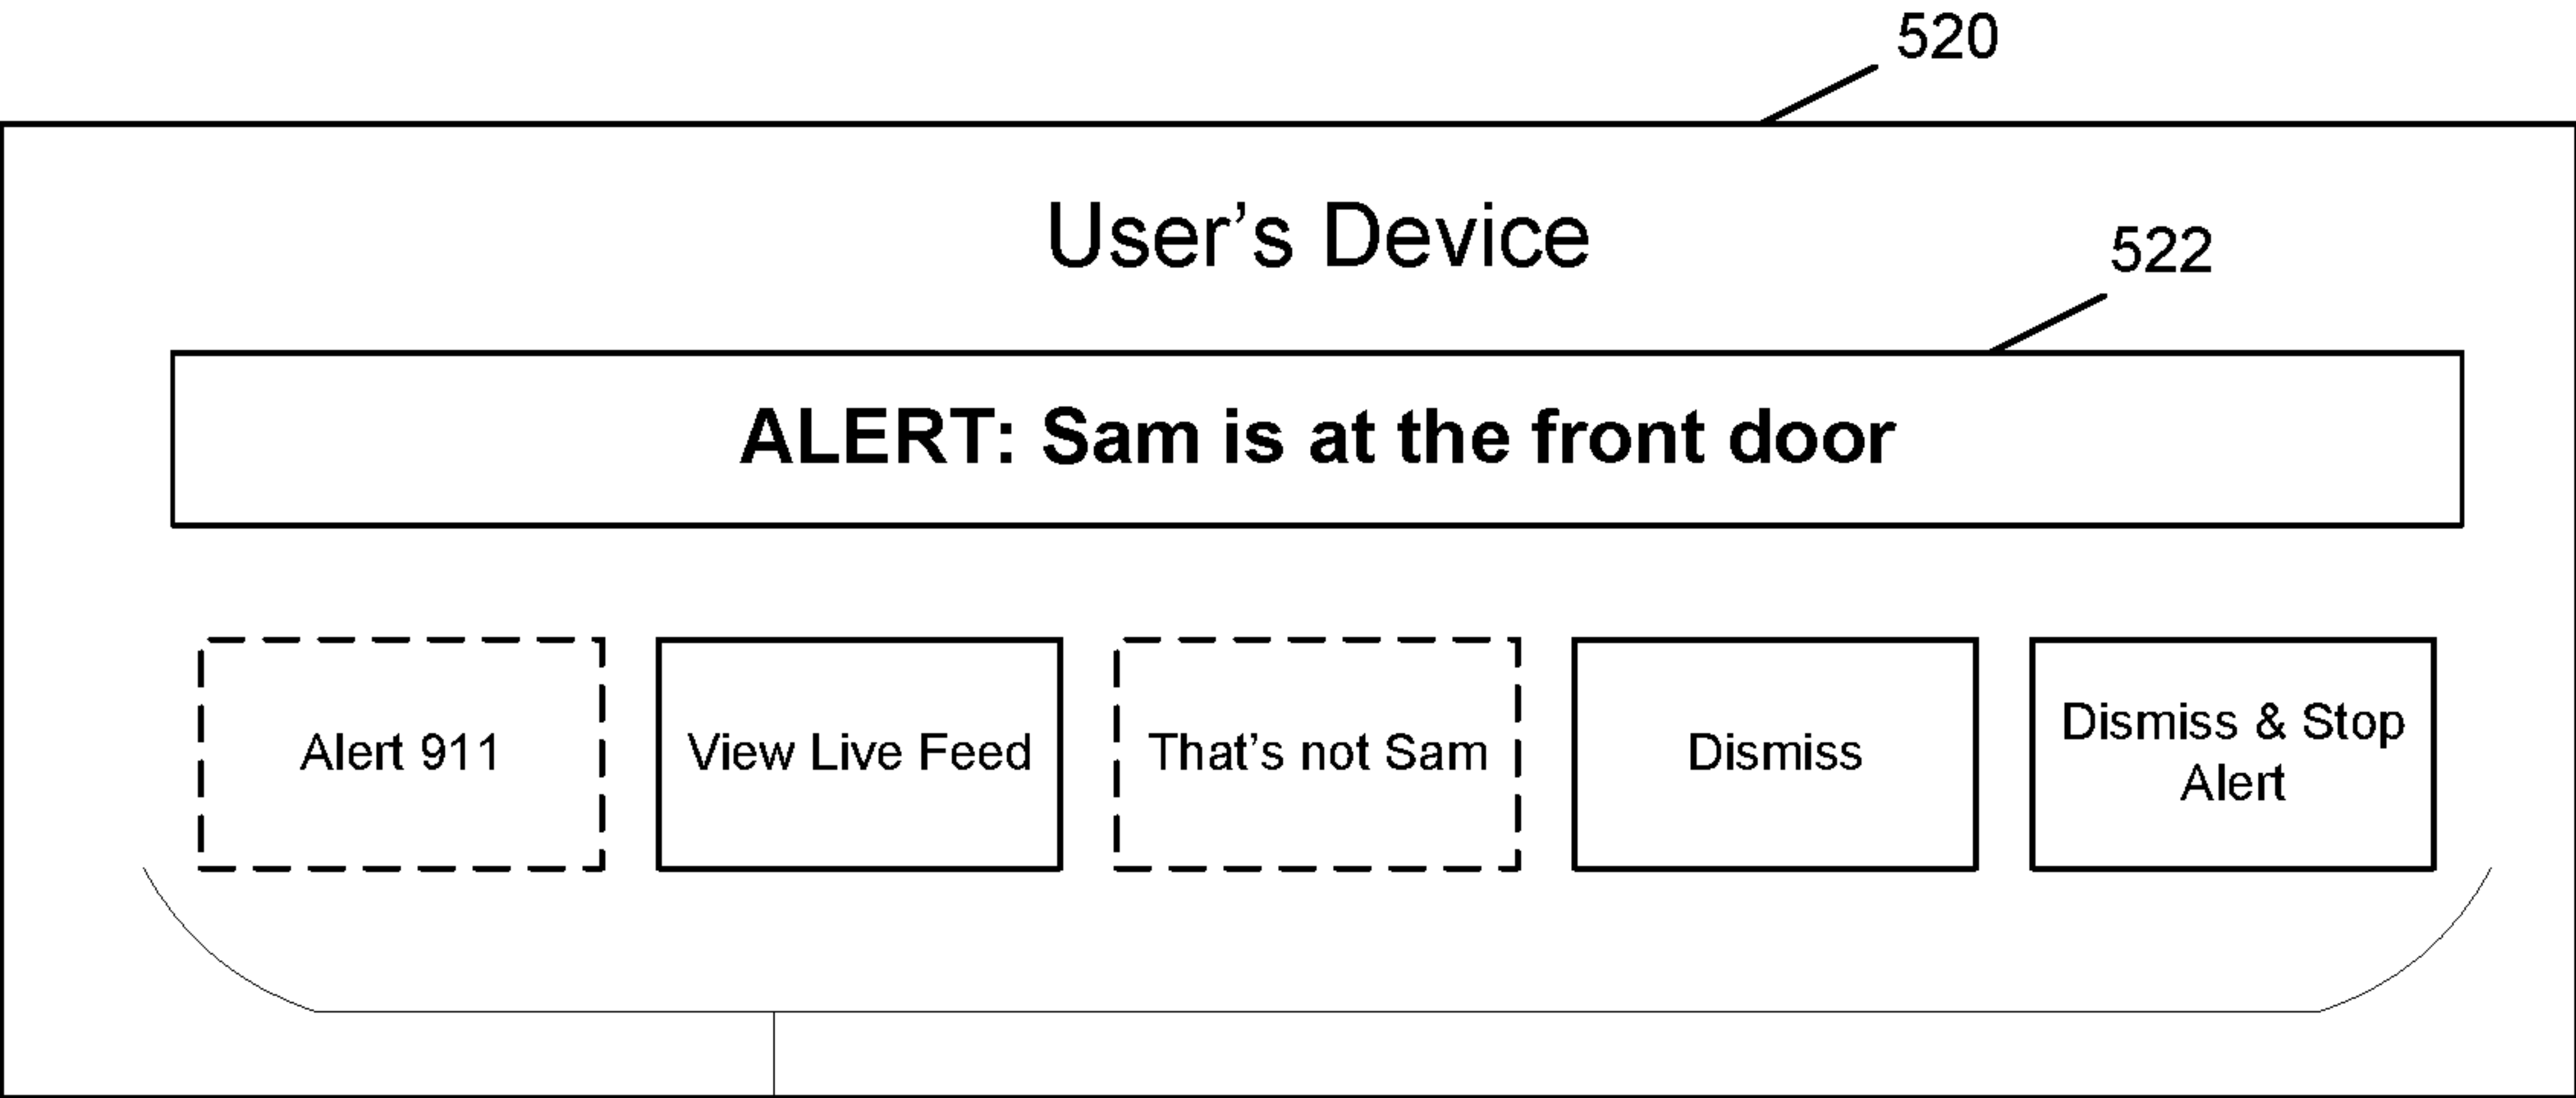 520
User’s Device
522
ALERT: Sam is at the front door
Alert 911
View Live Feed
That’s not Sam
Dismiss
Dismiss & Stop
Alert